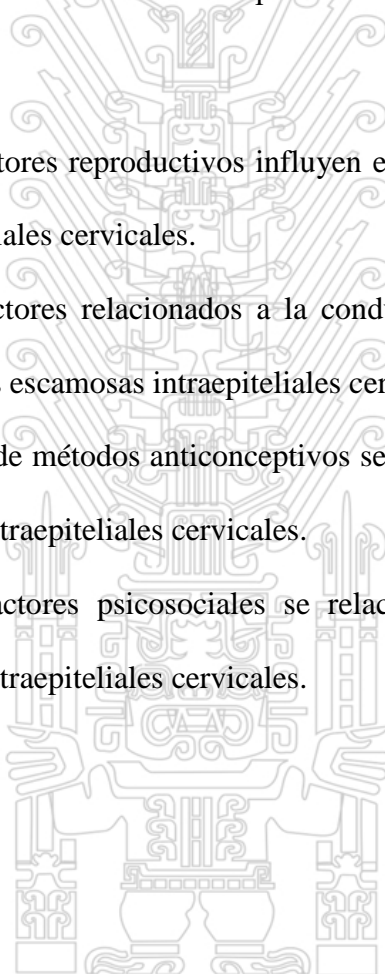 tores reproductivos influyen e
iales cervicales.
ctores relacionados a la cond
s escamosas intraepiteliales cer
de métodos anticonceptivos se
traepiteliales cervicales.
actores psicosociales se relac
traepiteliales cervicales.